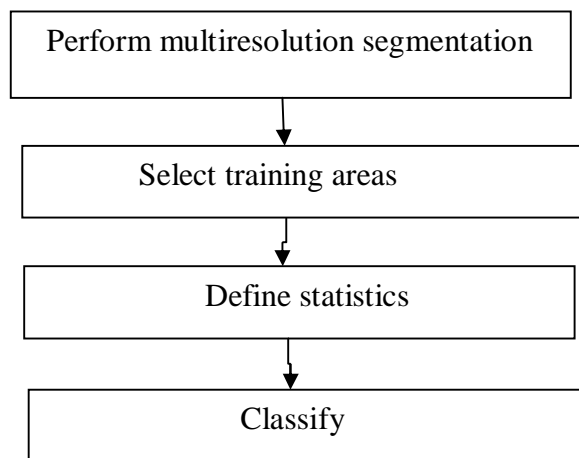 Perform multiresolution segmentation
Select training areas
Define statistics
Classify